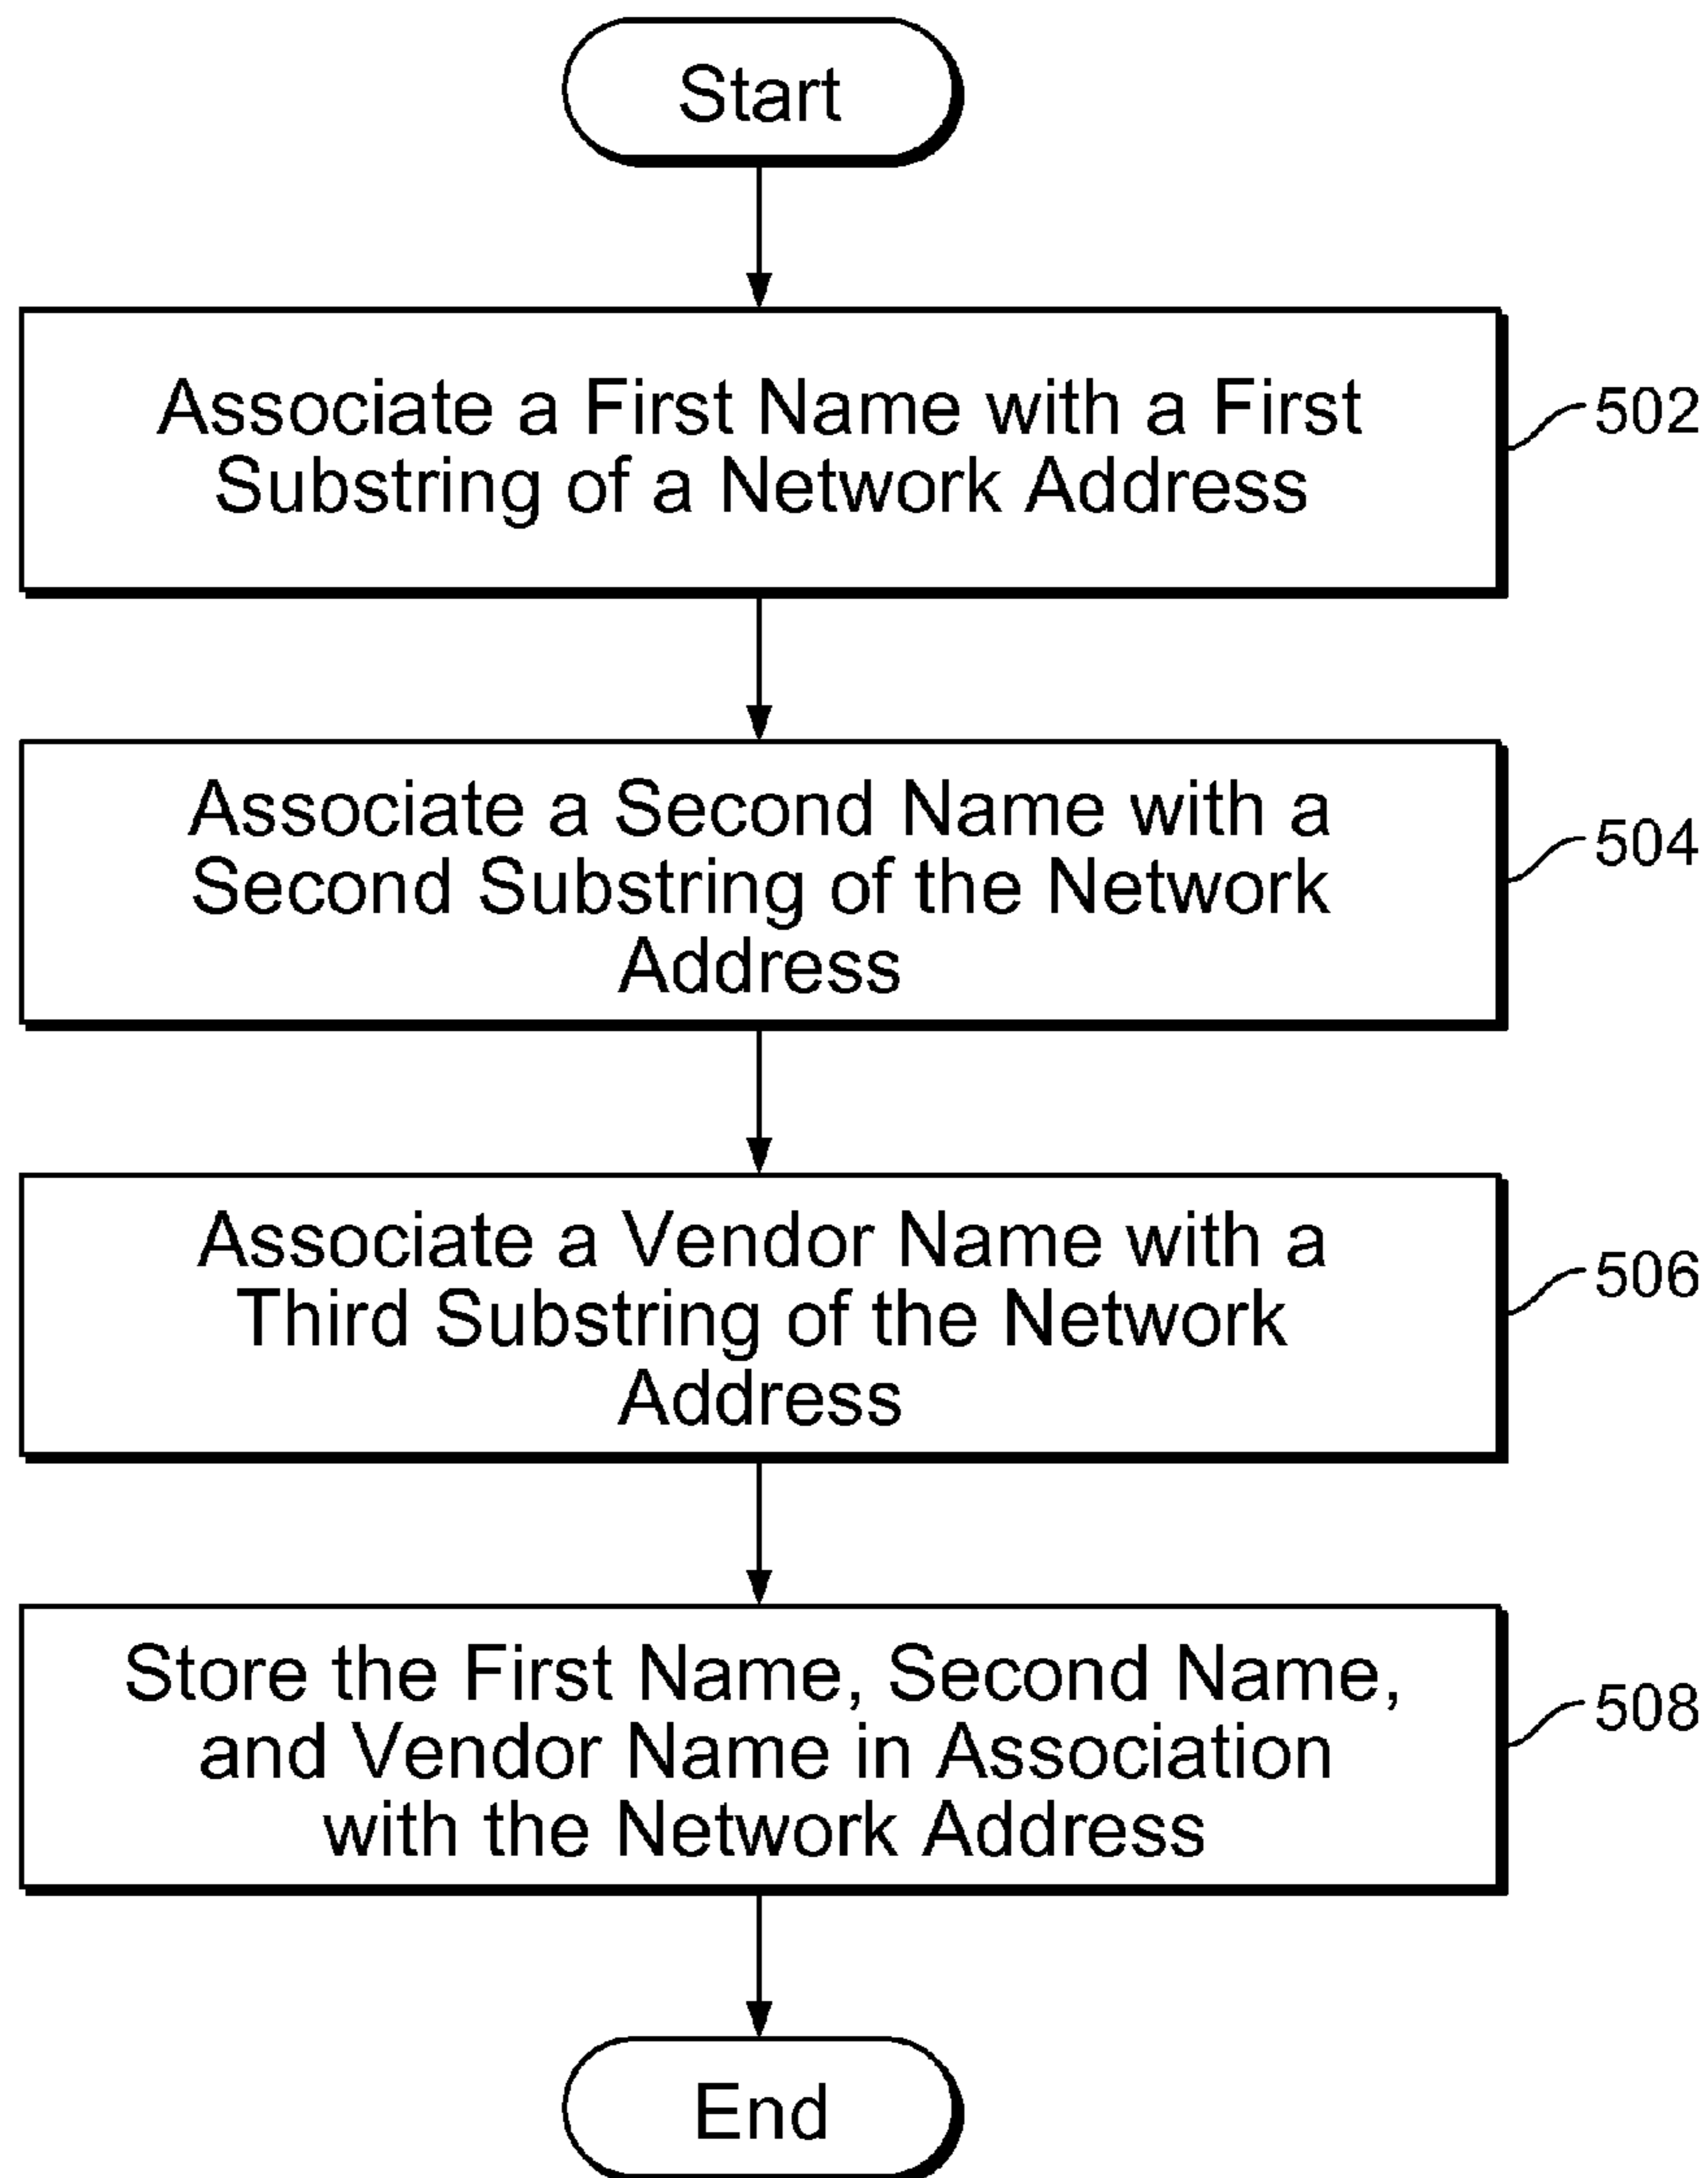 Start
Associate a First Name with a First
Substring of a Network Address
502
Associate a Second Name with a
Second Substring of the Network
Address
504
Associate a Vendor Name with a
Third Substring of the Network
Address
506
Store the First Name, Second Name,
and Vendor Name in Association
with the Network Address
508
End